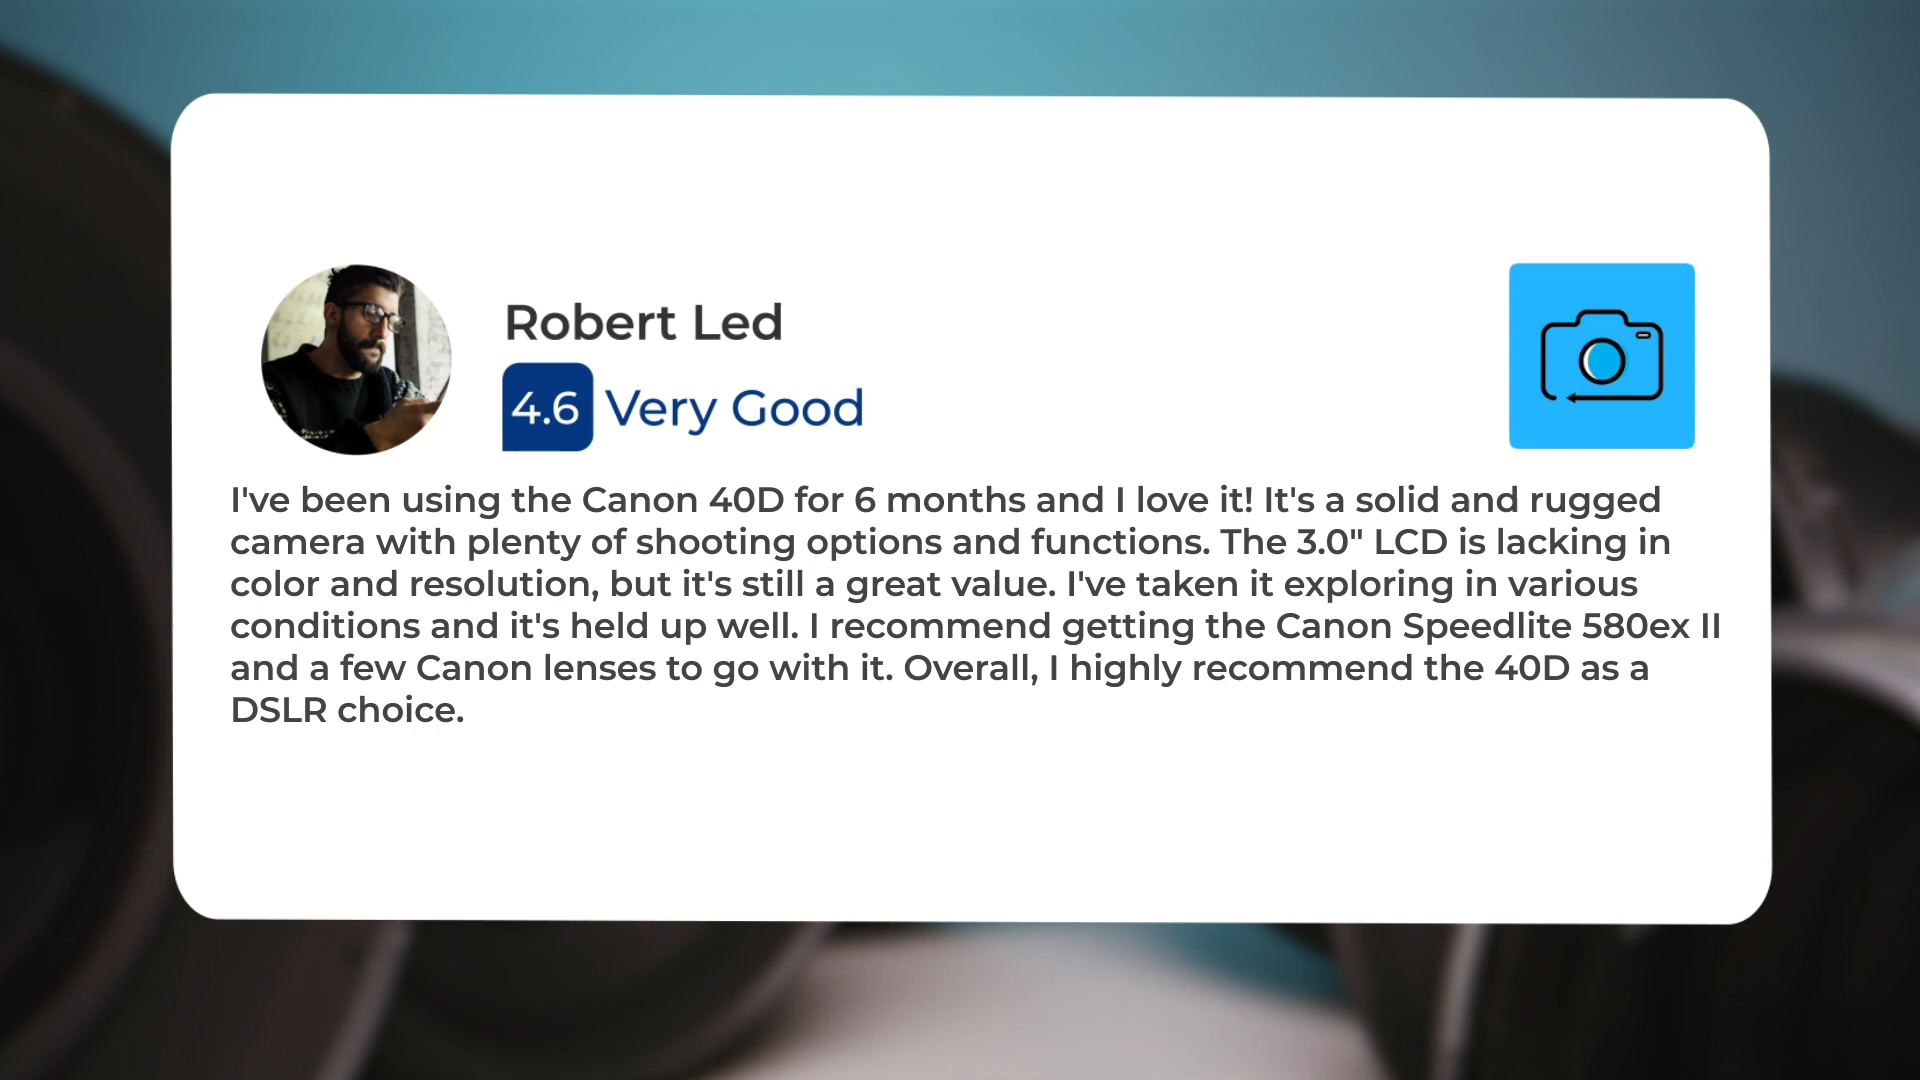 Robert Led
4.6 Very Good
I've been using the Canon 40D for 6 months and I love it! It's a solid and rugged
camera with plenty of shooting options and functions. The 3.0" LCD is lacking in
color and resolution, but it's still a great value. I've taken it exploring in various
conditions and it's held up well. I recommend getting the Canon Speedlite 580ex II
and a few Canon lenses to go with it. Overall, I highly recommend the 40D as a
DSLR choice.